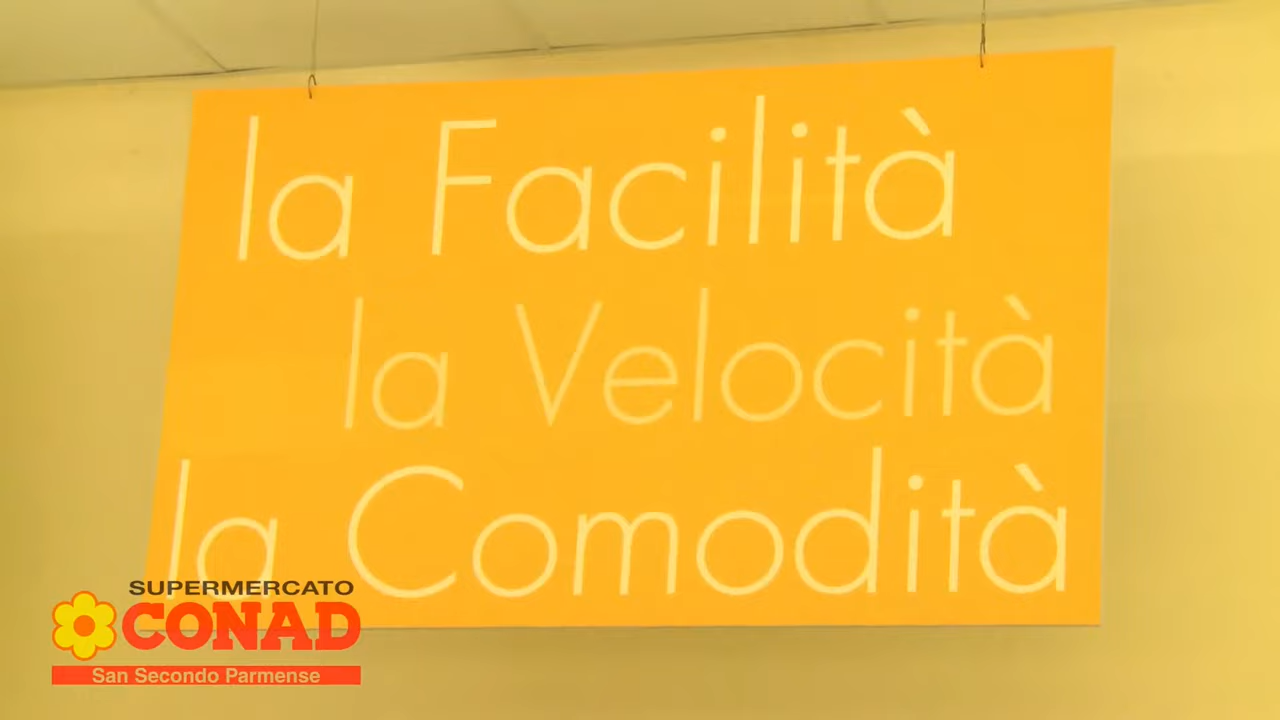 la Facilità
la Velocità
la Comodità
SUPERMERCATO
CONAD
San Secondo Parmense